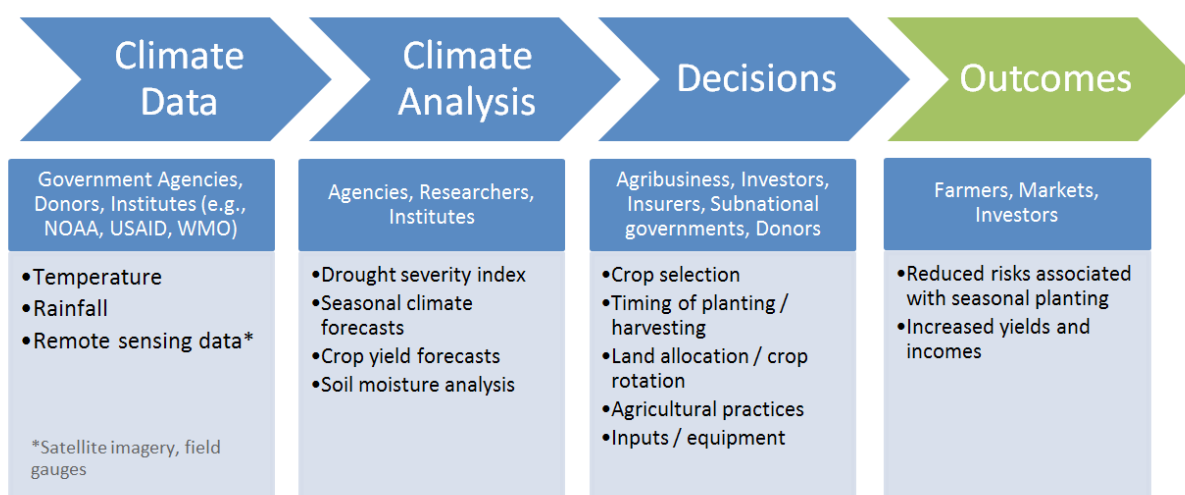 Climate
Data
Climate
Analysis
Decisions
Outcomes
Government Agencies,
Donors, Institutes (e.g.,
NOAA, USAID, WMO)
•Temperature
•Rainfall
•Remote sensing data*
*Satellite imagery, field
gauges
Agencies, Researchers,
Institutes
•Drought severity index
•Seasonal climate
forecasts
•Crop yield forecasts
•Soil moisture analysis
Agribusiness, Investors,
Insurers, Subnational
governments, Donors
•Crop selection
•Timing of planting /
harvesting
•Land allocation / crop
rotation
•Agricultural practices
•Inputs / equipment
Farmers, Markets,
Investors
•Reduced risks associated
with seasonal planting
•Increased yields and
incomes